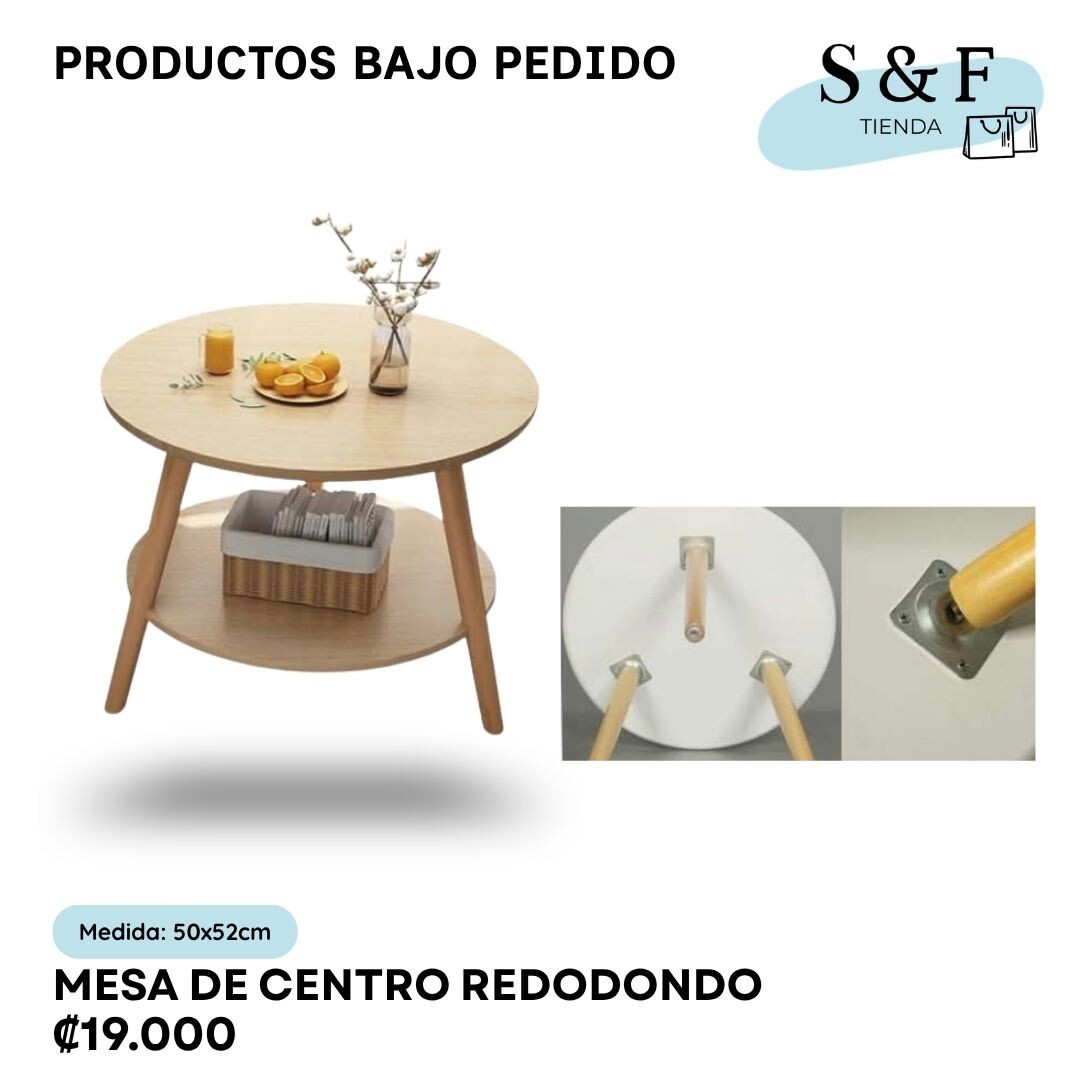 PRODUCTOS BAJO PEDIDO
S & F
TIENDA
Medida: 50x52cm
MESA DE CENTRO REDODONDO
₡19.000